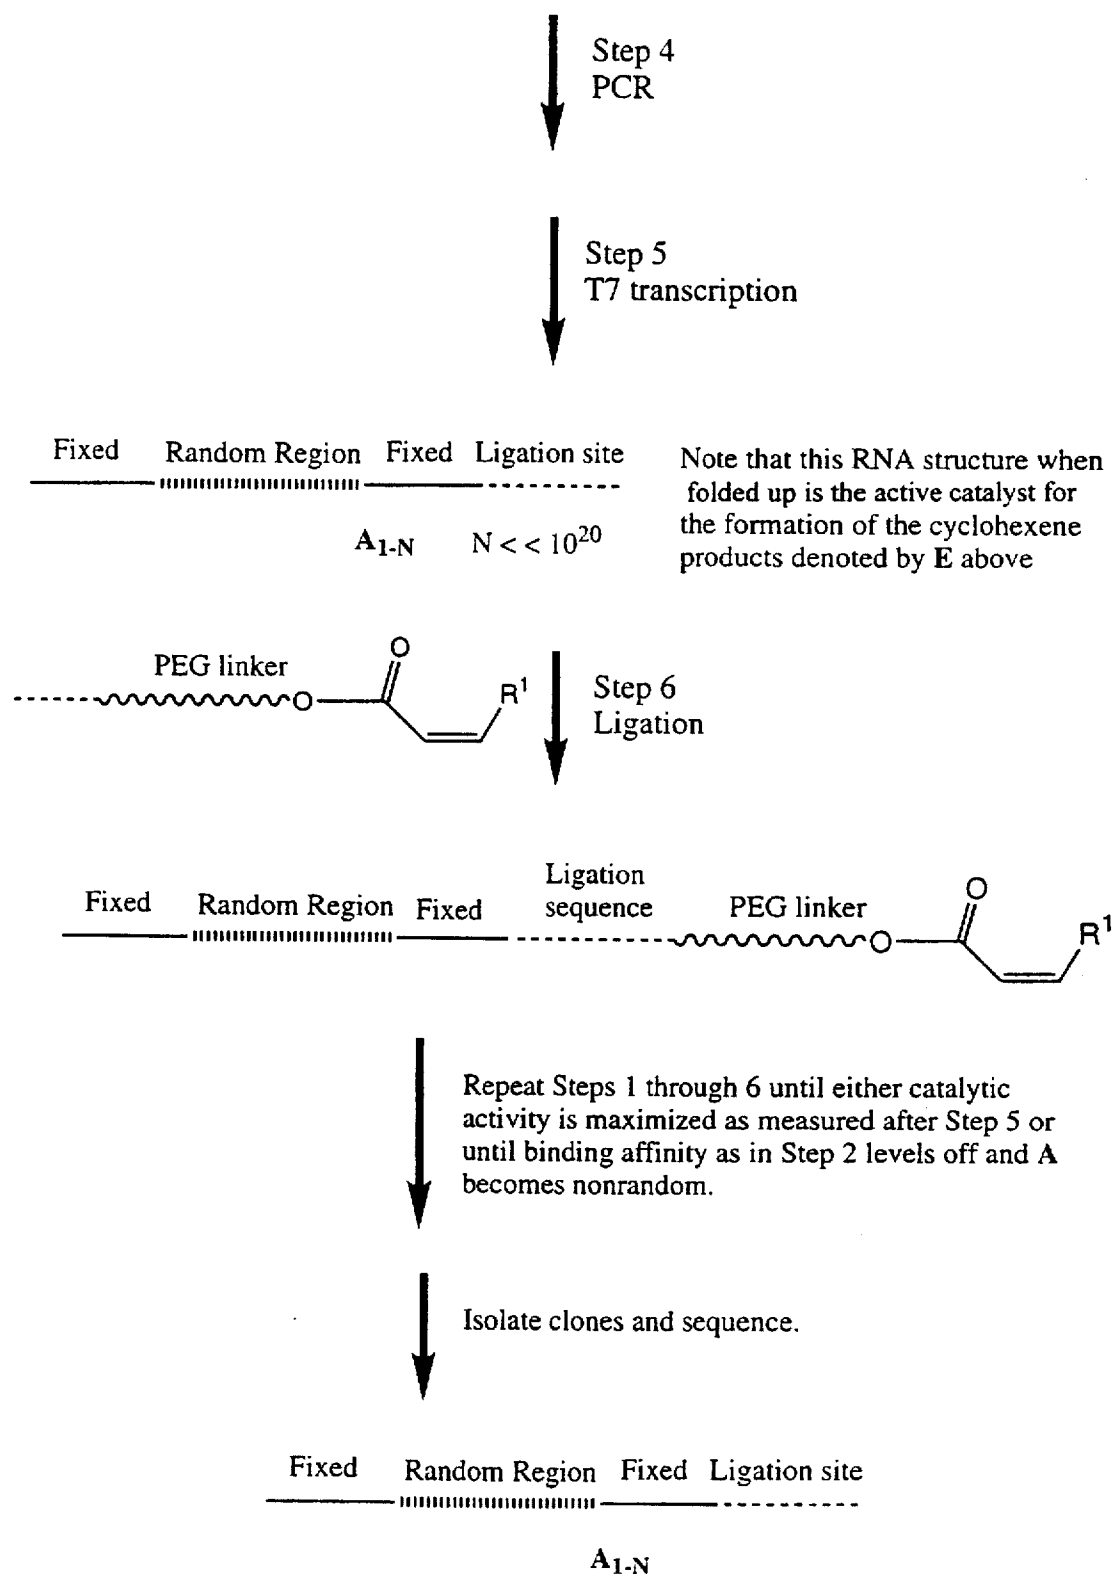 Step 4
PCR
Step 5
T7 transcription
Fixed Random Region Fixed Ligation site
A1-N N < < 10^20
Note that this RNA structure when
folded up is the active catalyst for
the formation of the cyclohexene
products denoted by E above
PEG linker
O
O
R^1
Step 6
Ligation
Fixed Random Region Fixed
Ligation
sequence
PEG linker
O
O
R^1
Repeat Steps 1 through 6 until either catalytic
activity is maximized as measured after Step 5 or
until binding affinity as in Step 2 levels off and A
becomes nonrandom.
Isolate clones and sequence.
Fixed Random Region Fixed Ligation site
A1-N